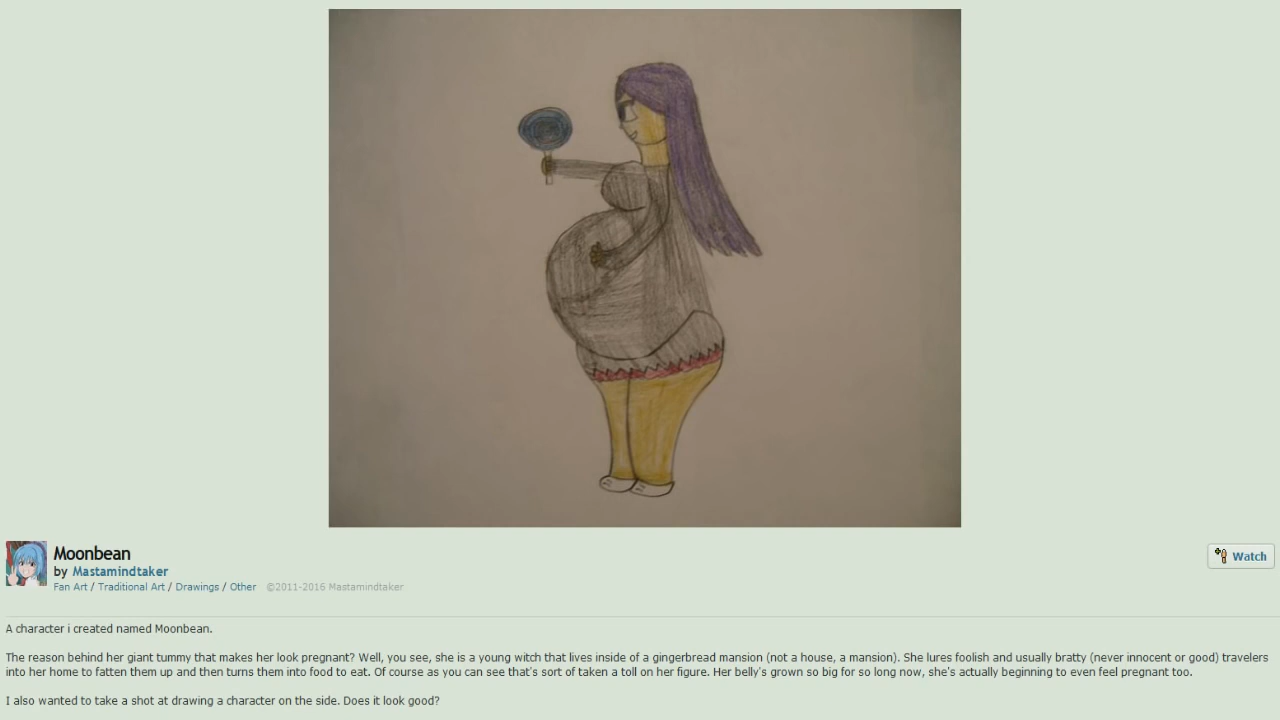 Moonbean
by Mastamindtaker
Fan Art / Traditional Art / Drawings / Other ©2011-2016 Mastamindtaker
Watch
A character i created named Moonbean.
The reason behind her giant tummy that makes her look pregnant? Well, you see, she is a young witch that lives inside of a gingerbread mansion (not a house, a mansion). She lures foolish and usually bratty (never innocent or good) travelers
into her home to fatten them up and then turns them into food to eat. Of course as you can see that's sort of taken a toll on her figure. Her belly's grown so big for so long now, she's actually beginning to even feel pregnant too.
I also wanted to take a shot at drawing a character on the side. Does it look good?